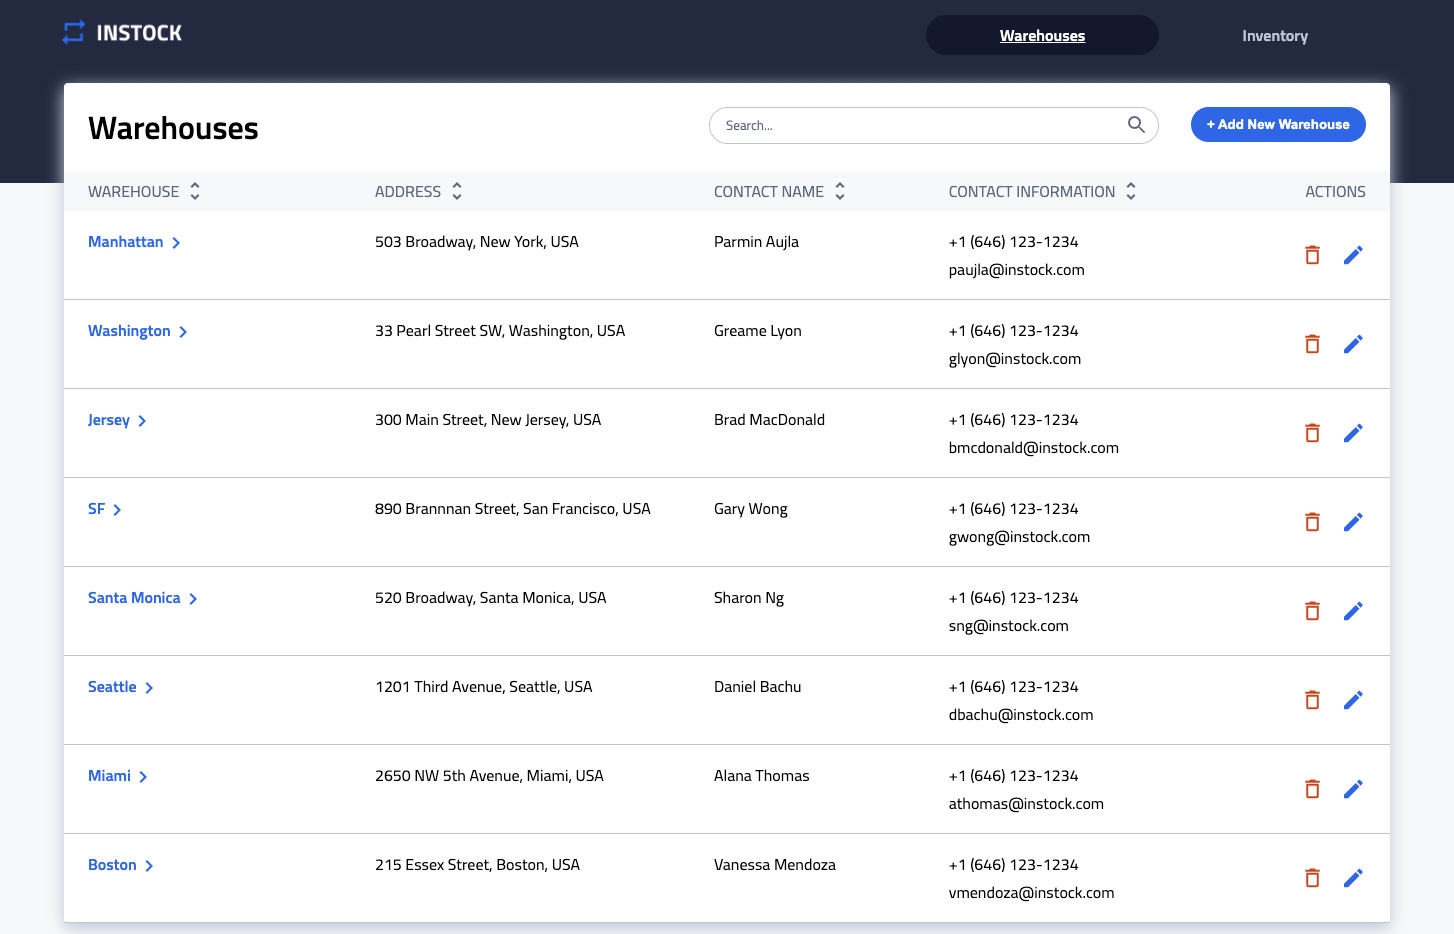 INSTOCK
Warehouses Inventory
Warehouses Search... + Add New Warehouse
WAREHOUSE ADDRESS CONTACT NAME CONTACT INFORMATION ACTIONS
Manhattan 503 Broadway, New York, USA Parmin Aujla +1 (646) 123-1234
paujla@instock.com
Washington 33 Pearl Street SW, Washington, USA Greame Lyon +1 (646) 123-1234
glyon@instock.com
Jersey 300 Main Street, New Jersey, USA Brad MacDonald +1 (646) 123-1234
bmcdonald@instock.com
SF 890 Brannnan Street, San Francisco, USA Gary Wong +1 (646) 123-1234
gwong@instock.com
Santa Monica 520 Broadway, Santa Monica, USA Sharon Ng +1 (646) 123-1234
sng@instock.com
Seattle 1201 Third Avenue, Seattle, USA Daniel Bachu +1 (646) 123-1234
dbachu@instock.com
Miami 2650 NW 5th Avenue, Miami, USA Alana Thomas +1 (646) 123-1234
athomas@instock.com
Boston 215 Essex Street, Boston, USA Vanessa Mendoza +1 (646) 123-1234
vmendoza@instock.com